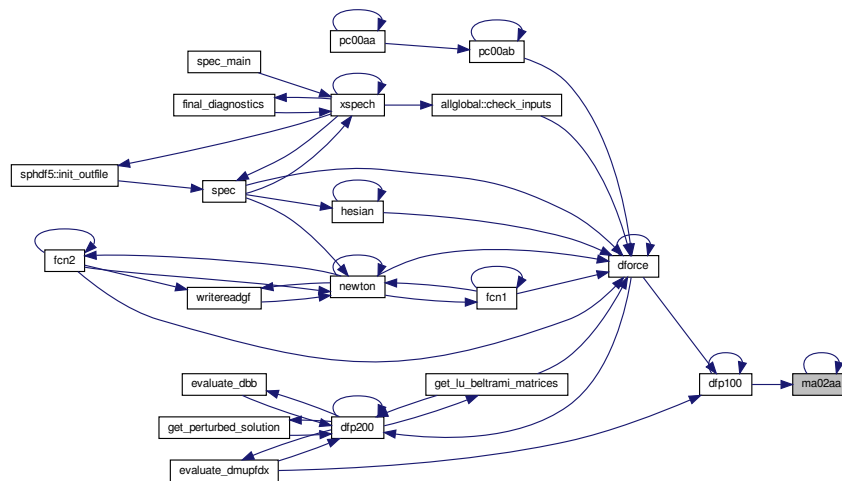 pc00aa
pc00ab
spec_main
final_diagnostics
xspech
allglobal::check_inputs
sphdf5::init_outfile
spec
hesian
fcn2
dforce
newton
writereadgf
fcn1
evaluate_dbb
get_lu_beltrami_matrices
dfp100
ma02aa
get_perturbed_solution
dfp200
evaluate_dmupfdx